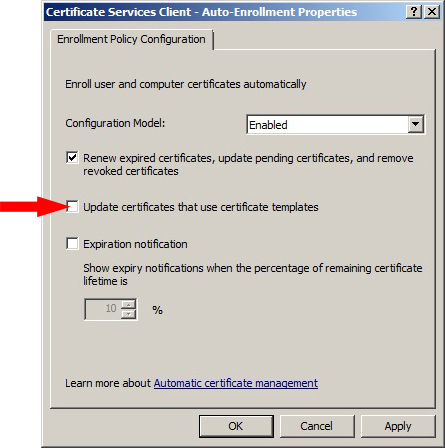 Certificate Services Client - Auto-Enrollment Properties
Enrollment Policy Configuration
Enroll user and computer certificates automatically
Configuration Model: Enabled
Renew expired certificates, update pending certificates, and remove
revoked certificates
Update certificates that use certificate templates
Expiration notification
Show expiry notifications when the percentage of remaining certificate
lifetime is
10 %
Learn more about Automatic certificate management
OK Cancel Apply